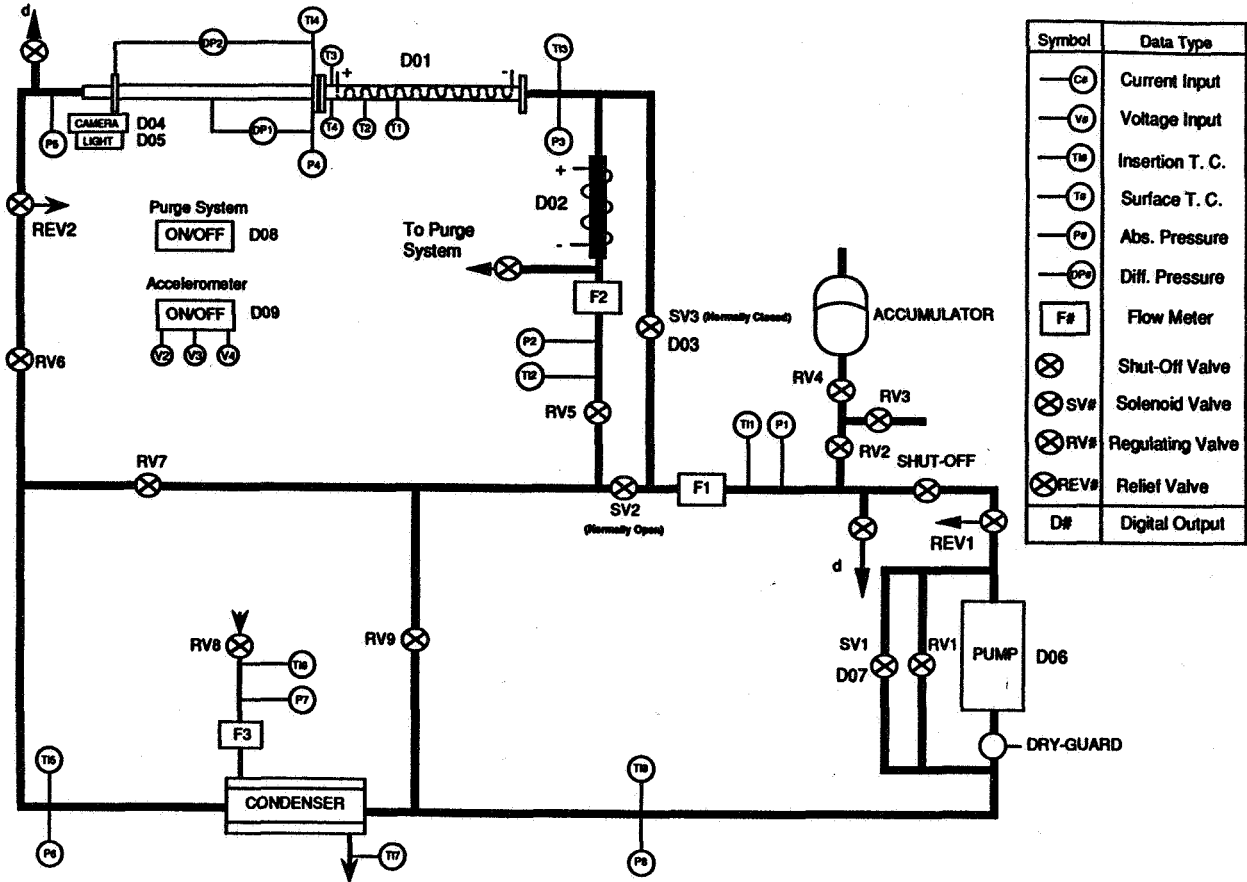 d
TI4
DP2
T3
D01
TI3
+
-
CAMERA D04
LIGHT D05
P5
DP1
T4
T2
T1
P4
P3
REV2
Purge System
ON/OFF D08
Accelerometer
ON/OFF D09
V2
V3
V4
+
D02
-
To Purge
System
F2
P2
TI2
RV5
SV3 (Normally Closed)
D03
ACCUMULATOR
RV4
RV3
RV2
RV6
RV7
SV2
(Normally Open)
F1
TI1
P1
SHUT-OFF
REV1
d
SV1
D07
RV1
PUMP
D06
DRY-GUARD
RV8
TI6
P7
F3
RV9
TI5
P6
CONDENSER
TI7
P8
Symbol Data Type
C# Current Input
V# Voltage Input
TI# Insertion T. C.
T# Surface T. C.
P# Abs. Pressure
DP# Diff. Pressure
F# Flow Meter
Shut-Off Valve
SV# Solenoid Valve
RV# Regulating Valve
REV# Relief Valve
D# Digital Output